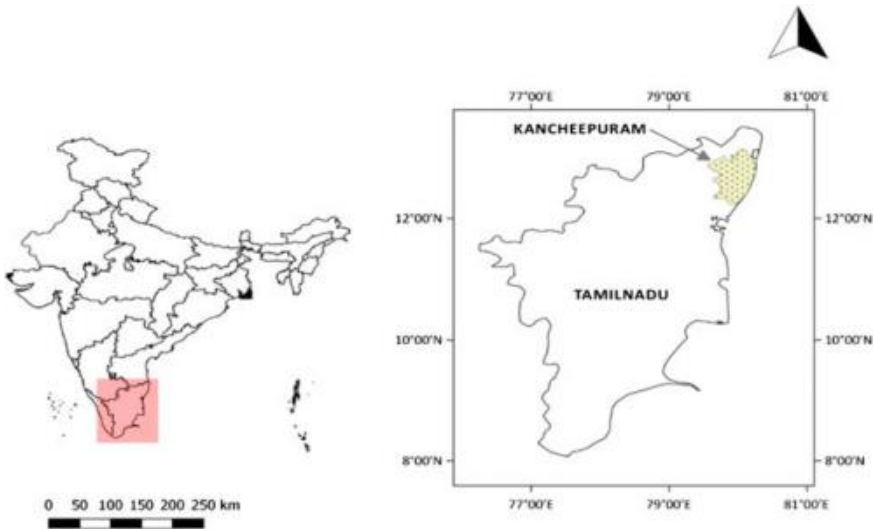 77°00'E 79°00'E 81°00'E
KANCHEEPURAM
12°00'N 12°00'N
TAMILNADU
10°00'N 10°00'N
8°00'N 8°00'N
77°00'E 79°00'E 81°00'E
0 50 100 150 200 250 km